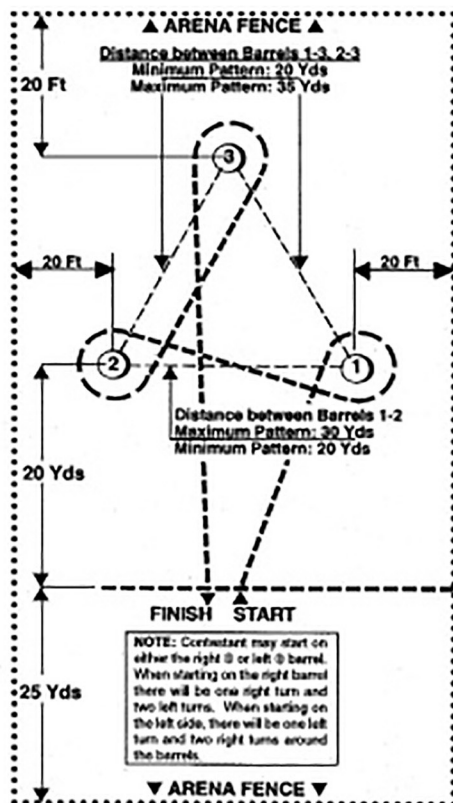 ▲ ARENA FENCE ▲
Distance between Barrels 1-3, 2-3
Minimum Pattern: 20 Yds
Maximum Pattern: 35 Yds
20 Ft
3
20 Ft
20 Ft
2
1
Distance between Barrels 1-2
Maximum Pattern: 30 Yds
Minimum Pattern: 20 Yds
20 Yds
FINISH START
25 Yds
NOTE: Contestant may start on
either the right ① or left ② barrel.
When starting on the right barrel
there will be one right turn and
two left turns. When starting on
the left side, there will be one left
turn and two right turns around
the barrels.
▼ ARENA FENCE ▼